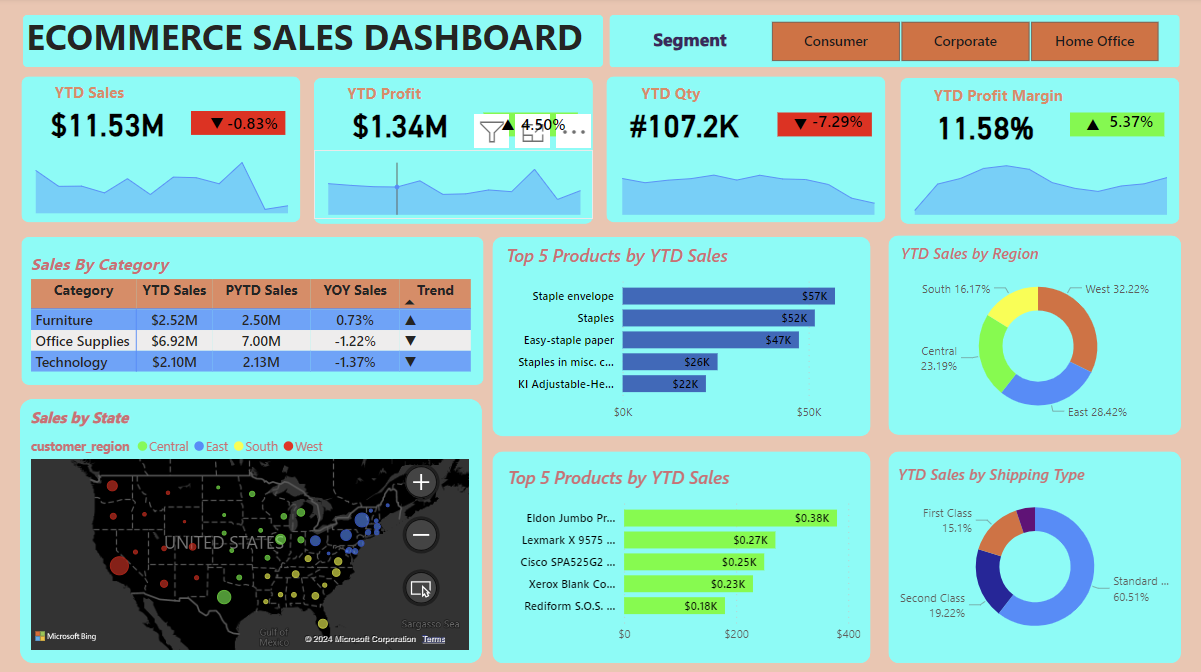 ECOMMERCE SALES DASHBOARD
Segment
Consumer
Corporate
Home Office
YTD Sales
$11.53M
▼ -0.83%
YTD Profit
$1.34M
▲ 4.50%
YTD Qty
#107.2K
▼ -7.29%
YTD Profit Margin
11.58%
▲ 5.37%
Sales By Category
Category YTD Sales PYTD Sales YOY Sales Trend
Furniture $2.52M 2.50M 0.73% ▲
Office Supplies $6.92M 7.00M -1.22% ▼
Technology $2.10M 2.13M -1.37% ▼
Top 5 Products by YTD Sales
Staple envelope $57K
Staples $52K
Easy-staple paper $47K
Staples in misc. c... $26K
KI Adjustable-He... $22K
$0K $50K
YTD Sales by Region
South 16.17%
West 32.22%
Central
23.19%
East 28.42%
Sales by State
customer_region Central East South West
UNITED STATES
Gulf of
Mexico
Sargasso Sea
Microsoft Bing
© 2024 Microsoft Corporation Terms
Top 5 Products by YTD Sales
Eldon Jumbo Pr... $0.38K
Lexmark X 9575 ... $0.27K
Cisco SPA525G2 ... $0.25K
Xerox Blank Co... $0.23K
Rediform S.O.S. ... $0.18K
$0 $200 $400
YTD Sales by Shipping Type
First Class
15.1%
Second Class
19.22%
Standard ...
60.51%